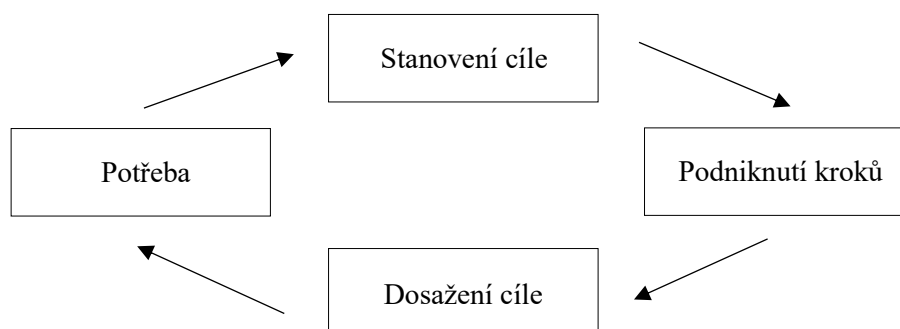 Stanovení cíle
Potřeba
Podniknutí kroků
Dosažení cíle